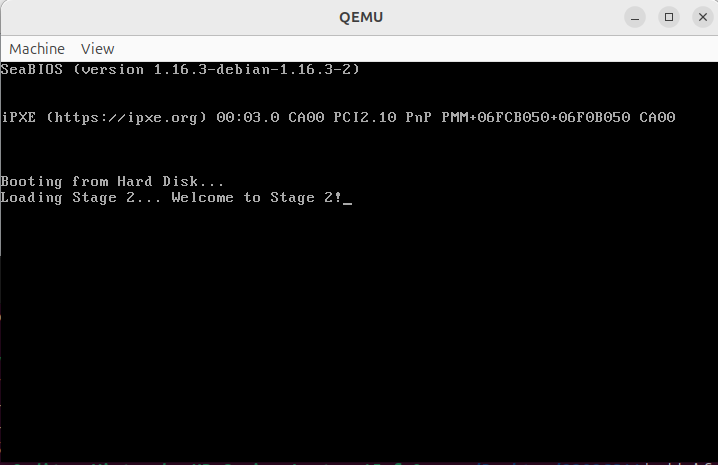 QEMU
Machine View
SeaBIOS (version 1.16.3-debian-1.16.3-2)
iPXE (https://ipxe.org) 00:03.0 CA00 PCI2.10 PnP PMM+06FCB050+06F0B050 CA00
Booting from Hard Disk...
Loading Stage 2... Welcome to Stage 2!_